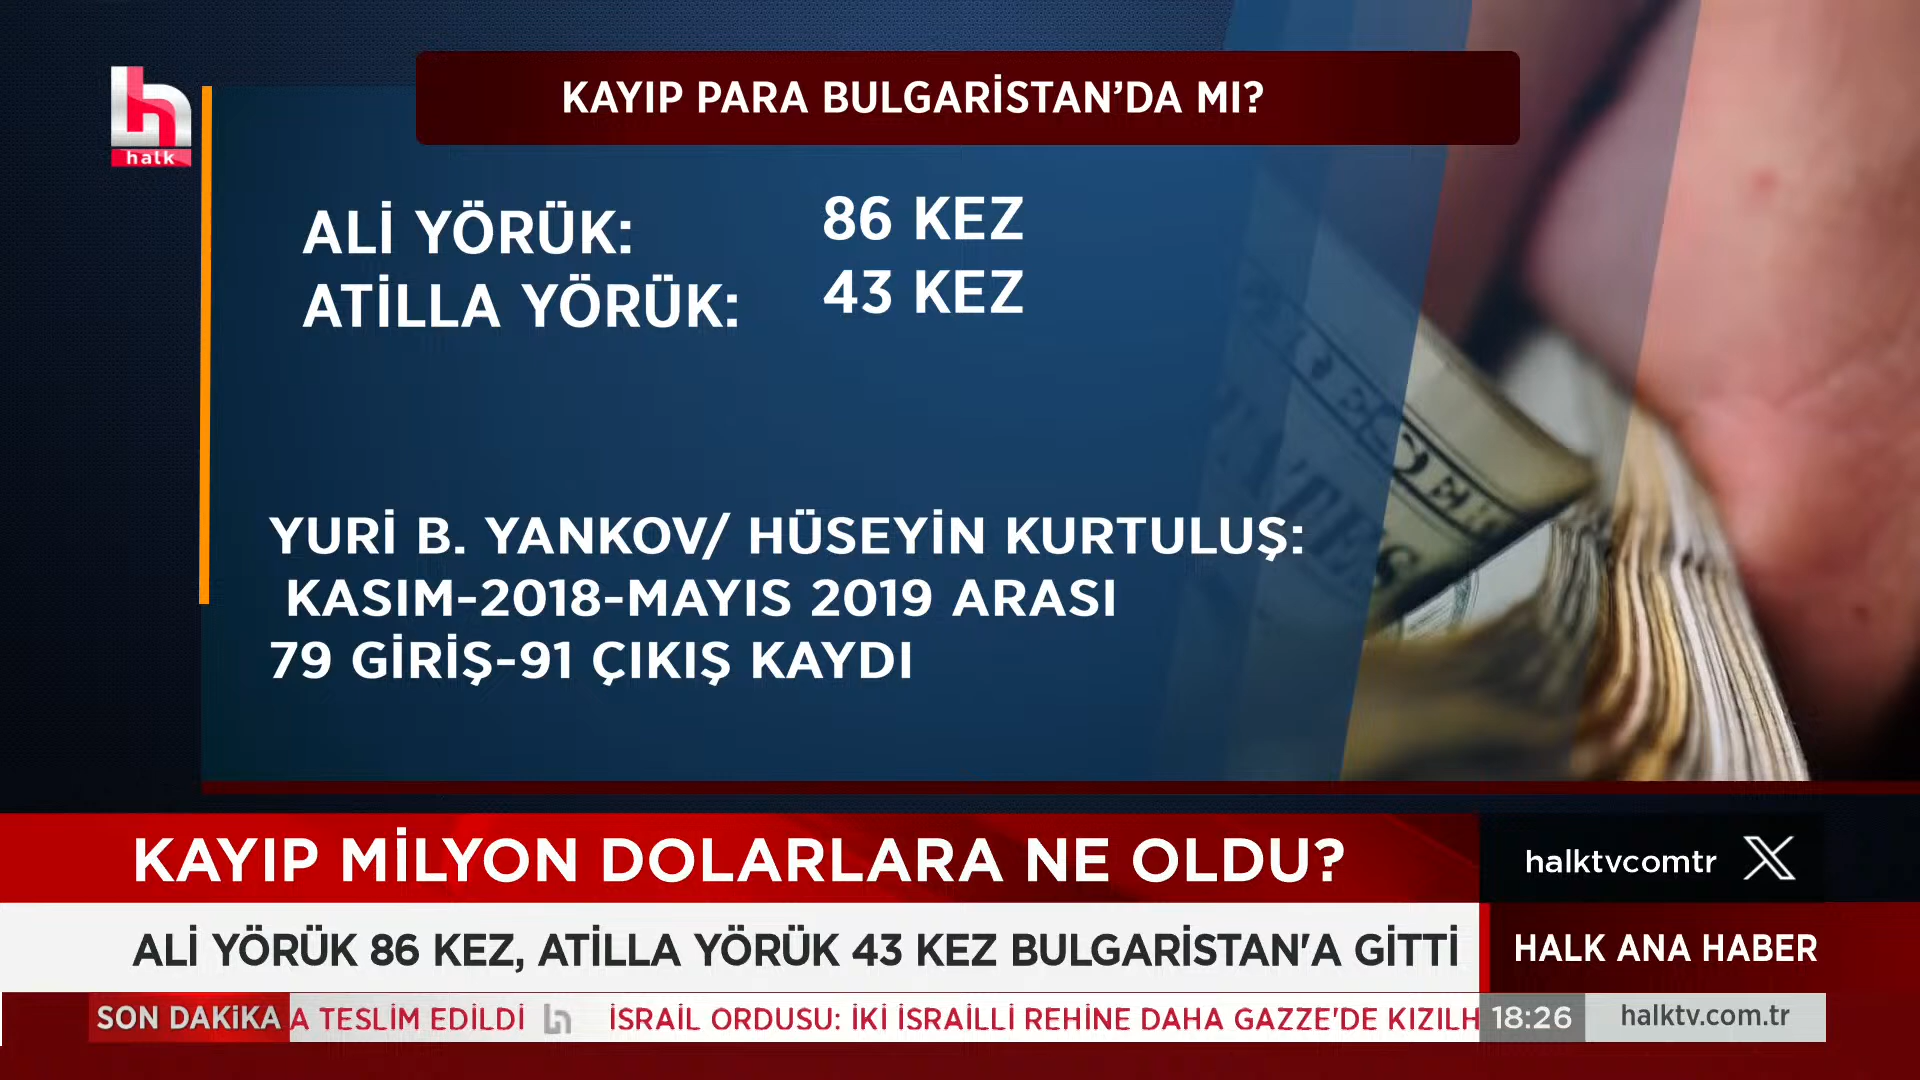 KAYIP PARA BULGARİSTAN’DA MI?
halk
ALİ YÖRÜK: 86 KEZ
ATİLLA YÖRÜK: 43 KEZ
YURİ B. YANKOV/ HÜSEYİN KURTULUŞ:
KASIM-2018-MAYIS 2019 ARASI
79 GİRİŞ-91 ÇIKIŞ KAYDI
KAYIP MİLYON DOLARLARA NE OLDU?
halktvcomtr
ALİ YÖRÜK 86 KEZ, ATİLLA YÖRÜK 43 KEZ BULGARİSTAN'A GİTTİ
HALK ANA HABER
SON DAKİKA A TESLİM EDİLDİ İSRAİL ORDUSU: İKİ İSRAİLLİ REHİNE DAHA GAZZE'DE KIZILH 18:26 halktv.com.tr